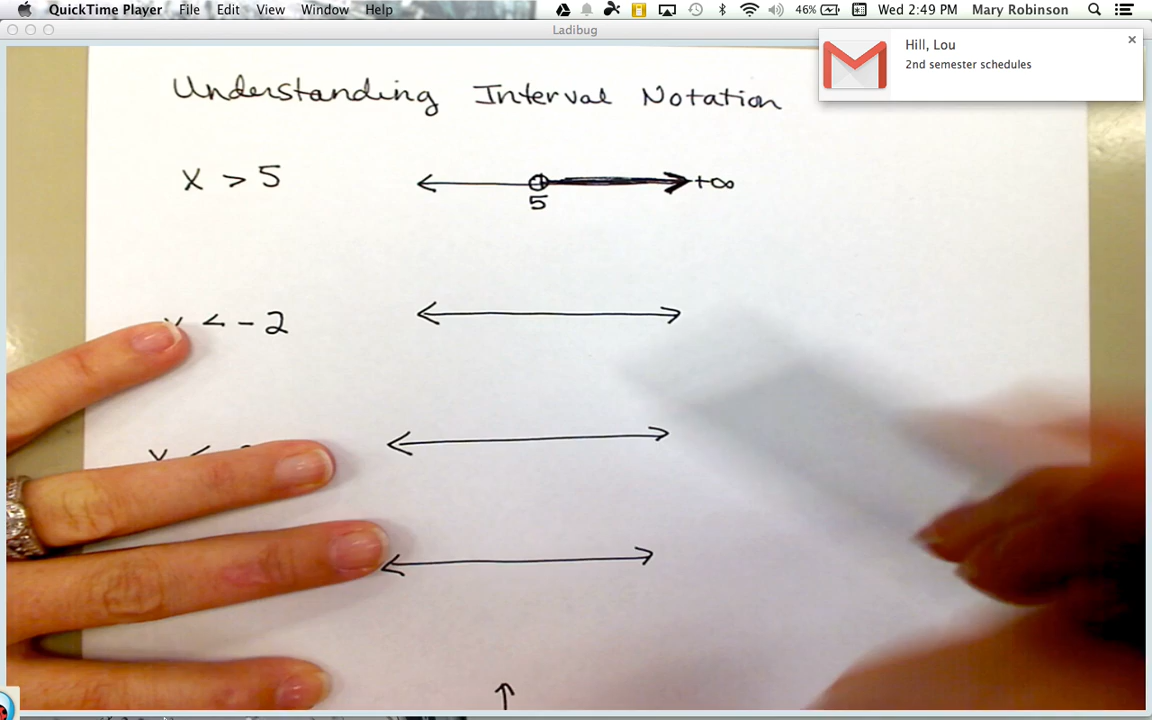 QuickTime Player File Edit View Window Help 46% Wed 2:49 PM Mary Robinson
Ladibug
Hill, Lou
2nd semester schedules
Understanding Interval Notation
x > 5
5
+∞
< -2